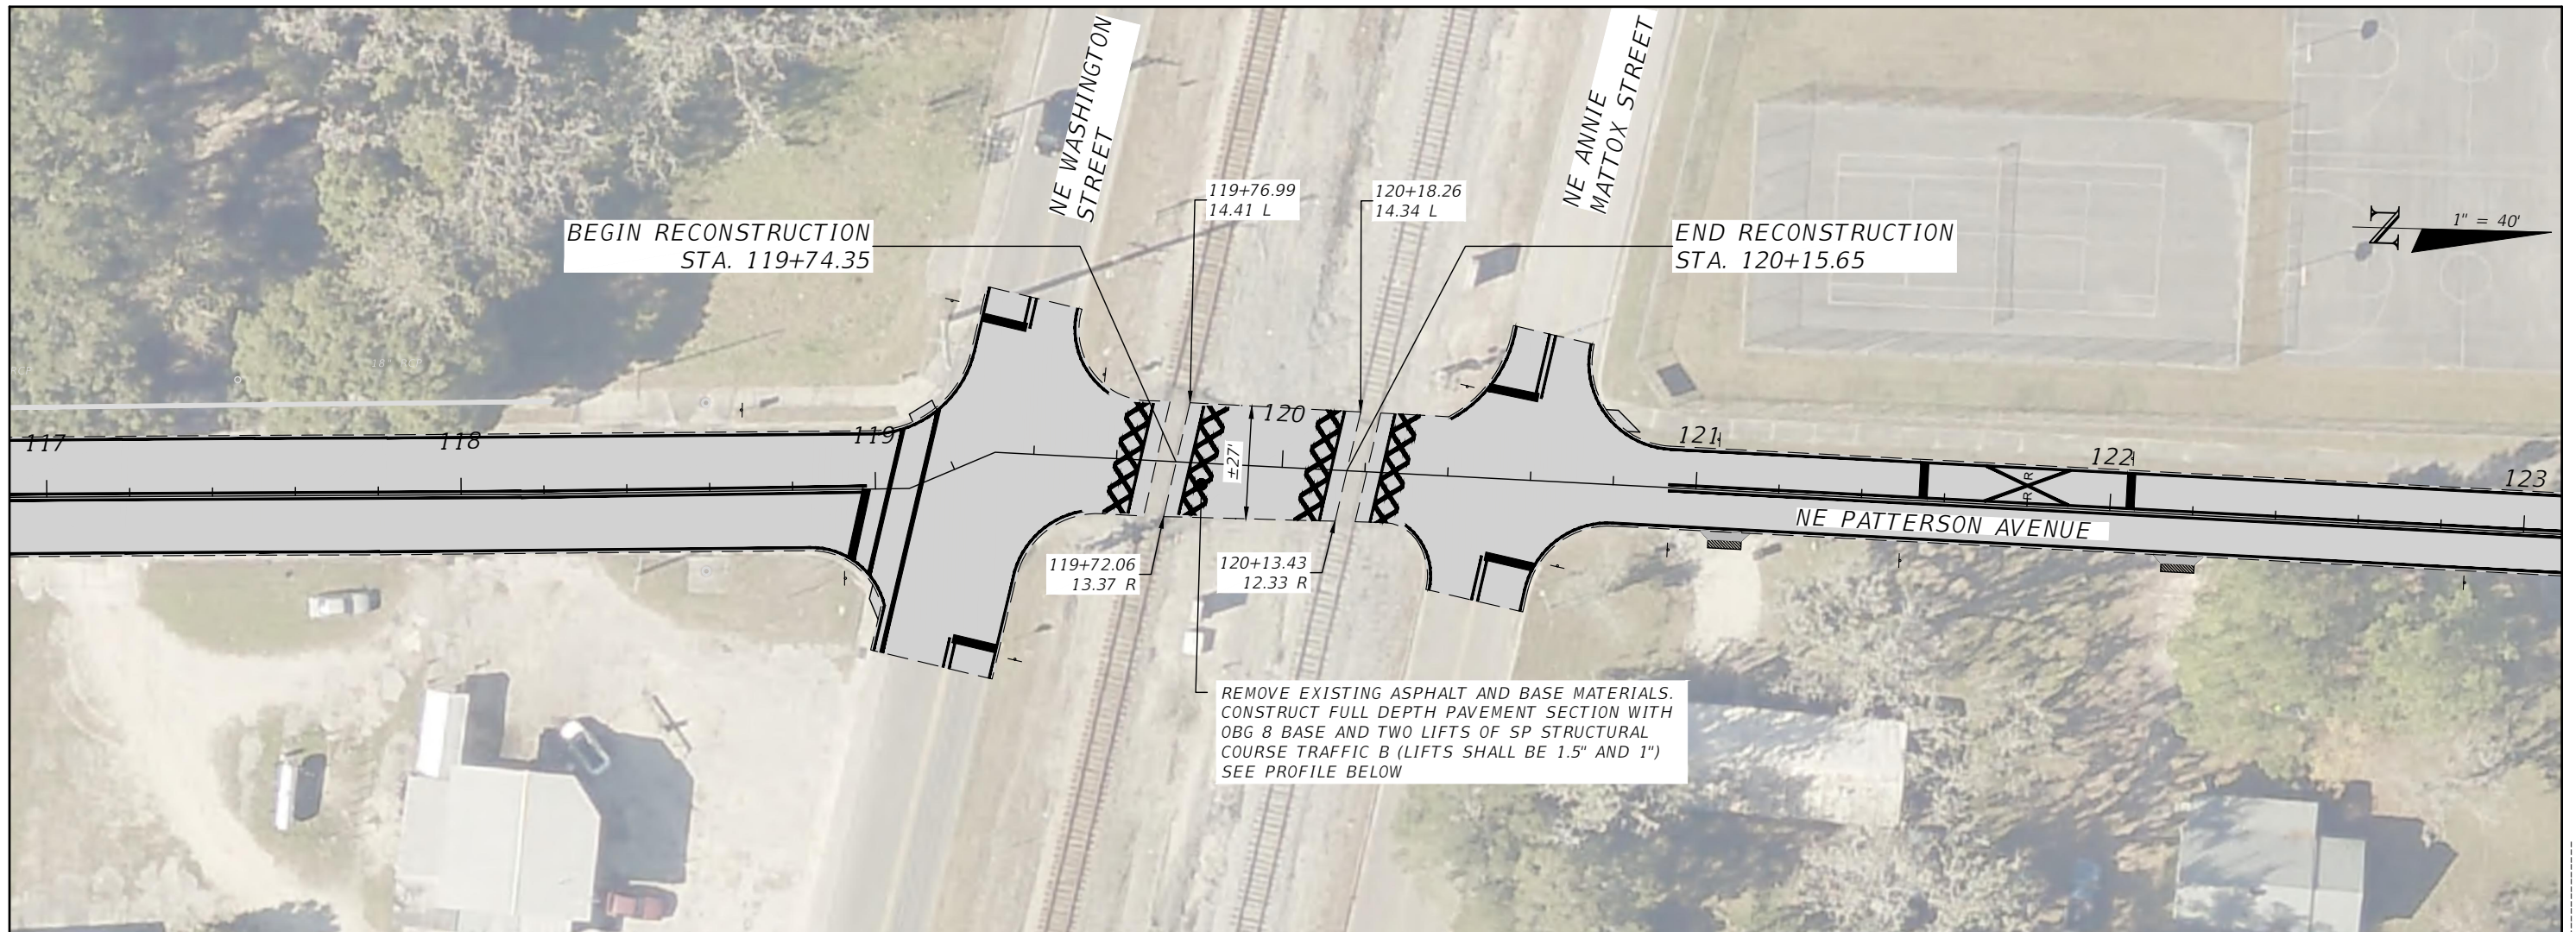 NE WASHINGTON
STREET
NE ANNIE
MATTOX STREET
119+76.99
14.41 L
120+18.26
14.34 L
BEGIN RECONSTRUCTION
STA. 119+74.35
END RECONSTRUCTION
STA. 120+15.65
N
1" = 40'
18" RCP
RCP
117
118
119
120
121
122
123
±27'
R R
NE PATTERSON AVENUE
119+72.06
13.37 R
120+13.43
12.33 R
REMOVE EXISTING ASPHALT AND BASE MATERIALS.
CONSTRUCT FULL DEPTH PAVEMENT SECTION WITH
OBG 8 BASE AND TWO LIFTS OF SP STRUCTURAL
COURSE TRAFFIC B (LIFTS SHALL BE 1.5" AND 1")
SEE PROFILE BELOW